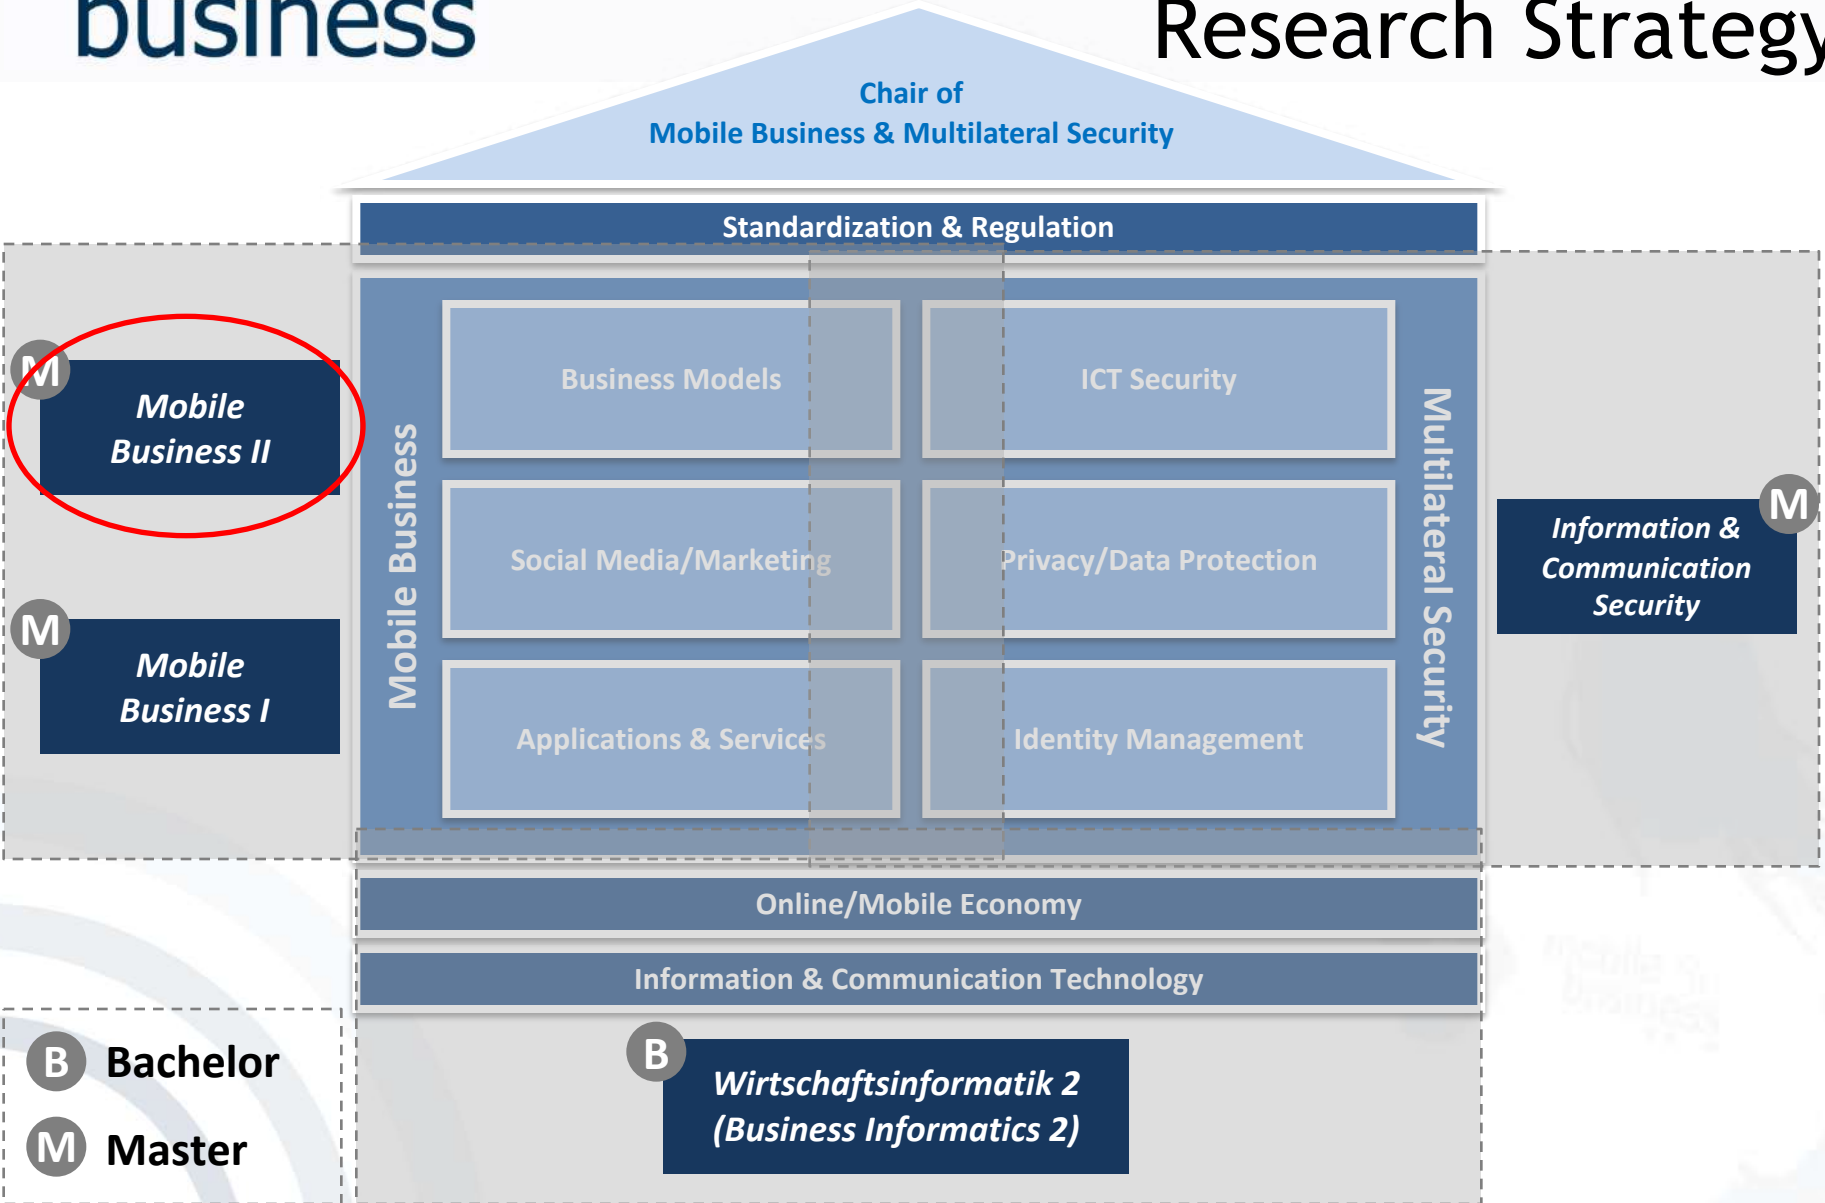 business
Research Strategy
Chair of
Mobile Business & Multilateral Security
Standardization & Regulation
M
Mobile
Business II
M
Mobile
Business I
Mobile Business
Business Models
ICT Security
Social Media/Marketing
Privacy/Data Protection
Applications & Services
Identity Management
Multilateral Security
M
Information &
Communication
Security
Online/Mobile Economy
Information & Communication Technology
B
Wirtschaftsinformatik 2
(Business Informatics 2)
B Bachelor
M Master
mobile
business